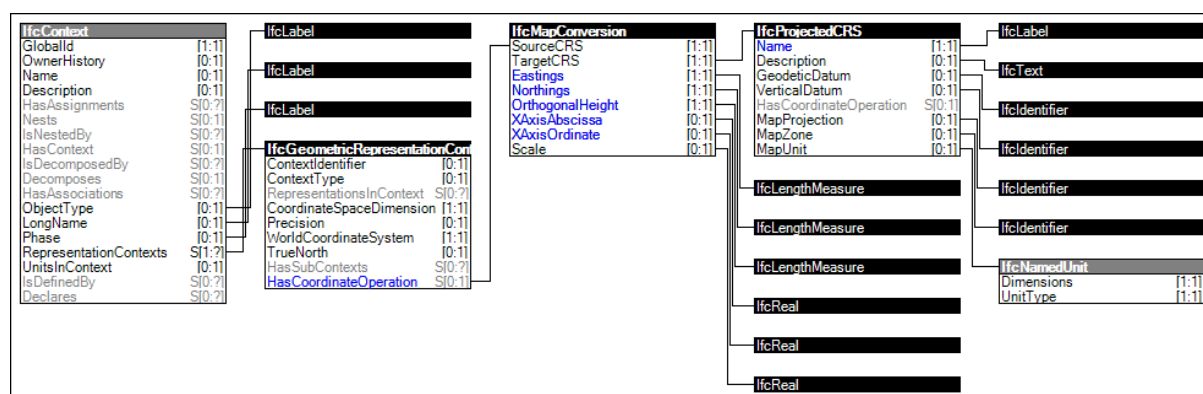 IfcContext
GlobalId [1:1]
OwnerHistory [0:1]
Name [0:1]
Description [0:1]
HasAssignments S[0:?]
Nests S[0:1]
IsNestedBy S[0:?]
HasContext S[0:1]
IsDecomposedBy S[0:?]
Decomposes S[0:1]
HasAssociations S[0:?]
ObjectType [0:1]
LongName [0:1]
Phase [0:1]
RepresentationContexts S[1:?]
UnitsInContext [0:1]
IsDefinedBy S[0:?]
Declares S[0:?]
IfcLabel
IfcLabel
IfcLabel
IfcGeometricRepresentationCon
ContextIdentifier [0:1]
ContextType [0:1]
RepresentationsInContext S[0:?]
CoordinateSpaceDimension [1:1]
Precision [0:1]
WorldCoordinateSystem [1:1]
TrueNorth [0:1]
HasSubContexts S[0:?]
HasCoordinateOperation S[0:1]
IfcMapConversion
SourceCRS [1:1]
TargetCRS [1:1]
Eastings [1:1]
Northings [1:1]
OrthogonalHeight [1:1]
XAxisAbscissa [0:1]
XAxisOrdinate [0:1]
Scale [0:1]
IfcProjectedCRS
Name [1:1]
Description [0:1]
GeodeticDatum [0:1]
VerticalDatum [0:1]
HasCoordinateOperation S[0:1]
MapProjection [0:1]
MapZone [0:1]
MapUnit [0:1]
IfcLengthMeasure
IfcLengthMeasure
IfcLengthMeasure
IfcReal
IfcReal
IfcReal
IfcLabel
IfcText
IfcIdentifier
IfcIdentifier
IfcIdentifier
IfcIdentifier
IfcNamedUnit
Dimensions [1:1]
UnitType [1:1]